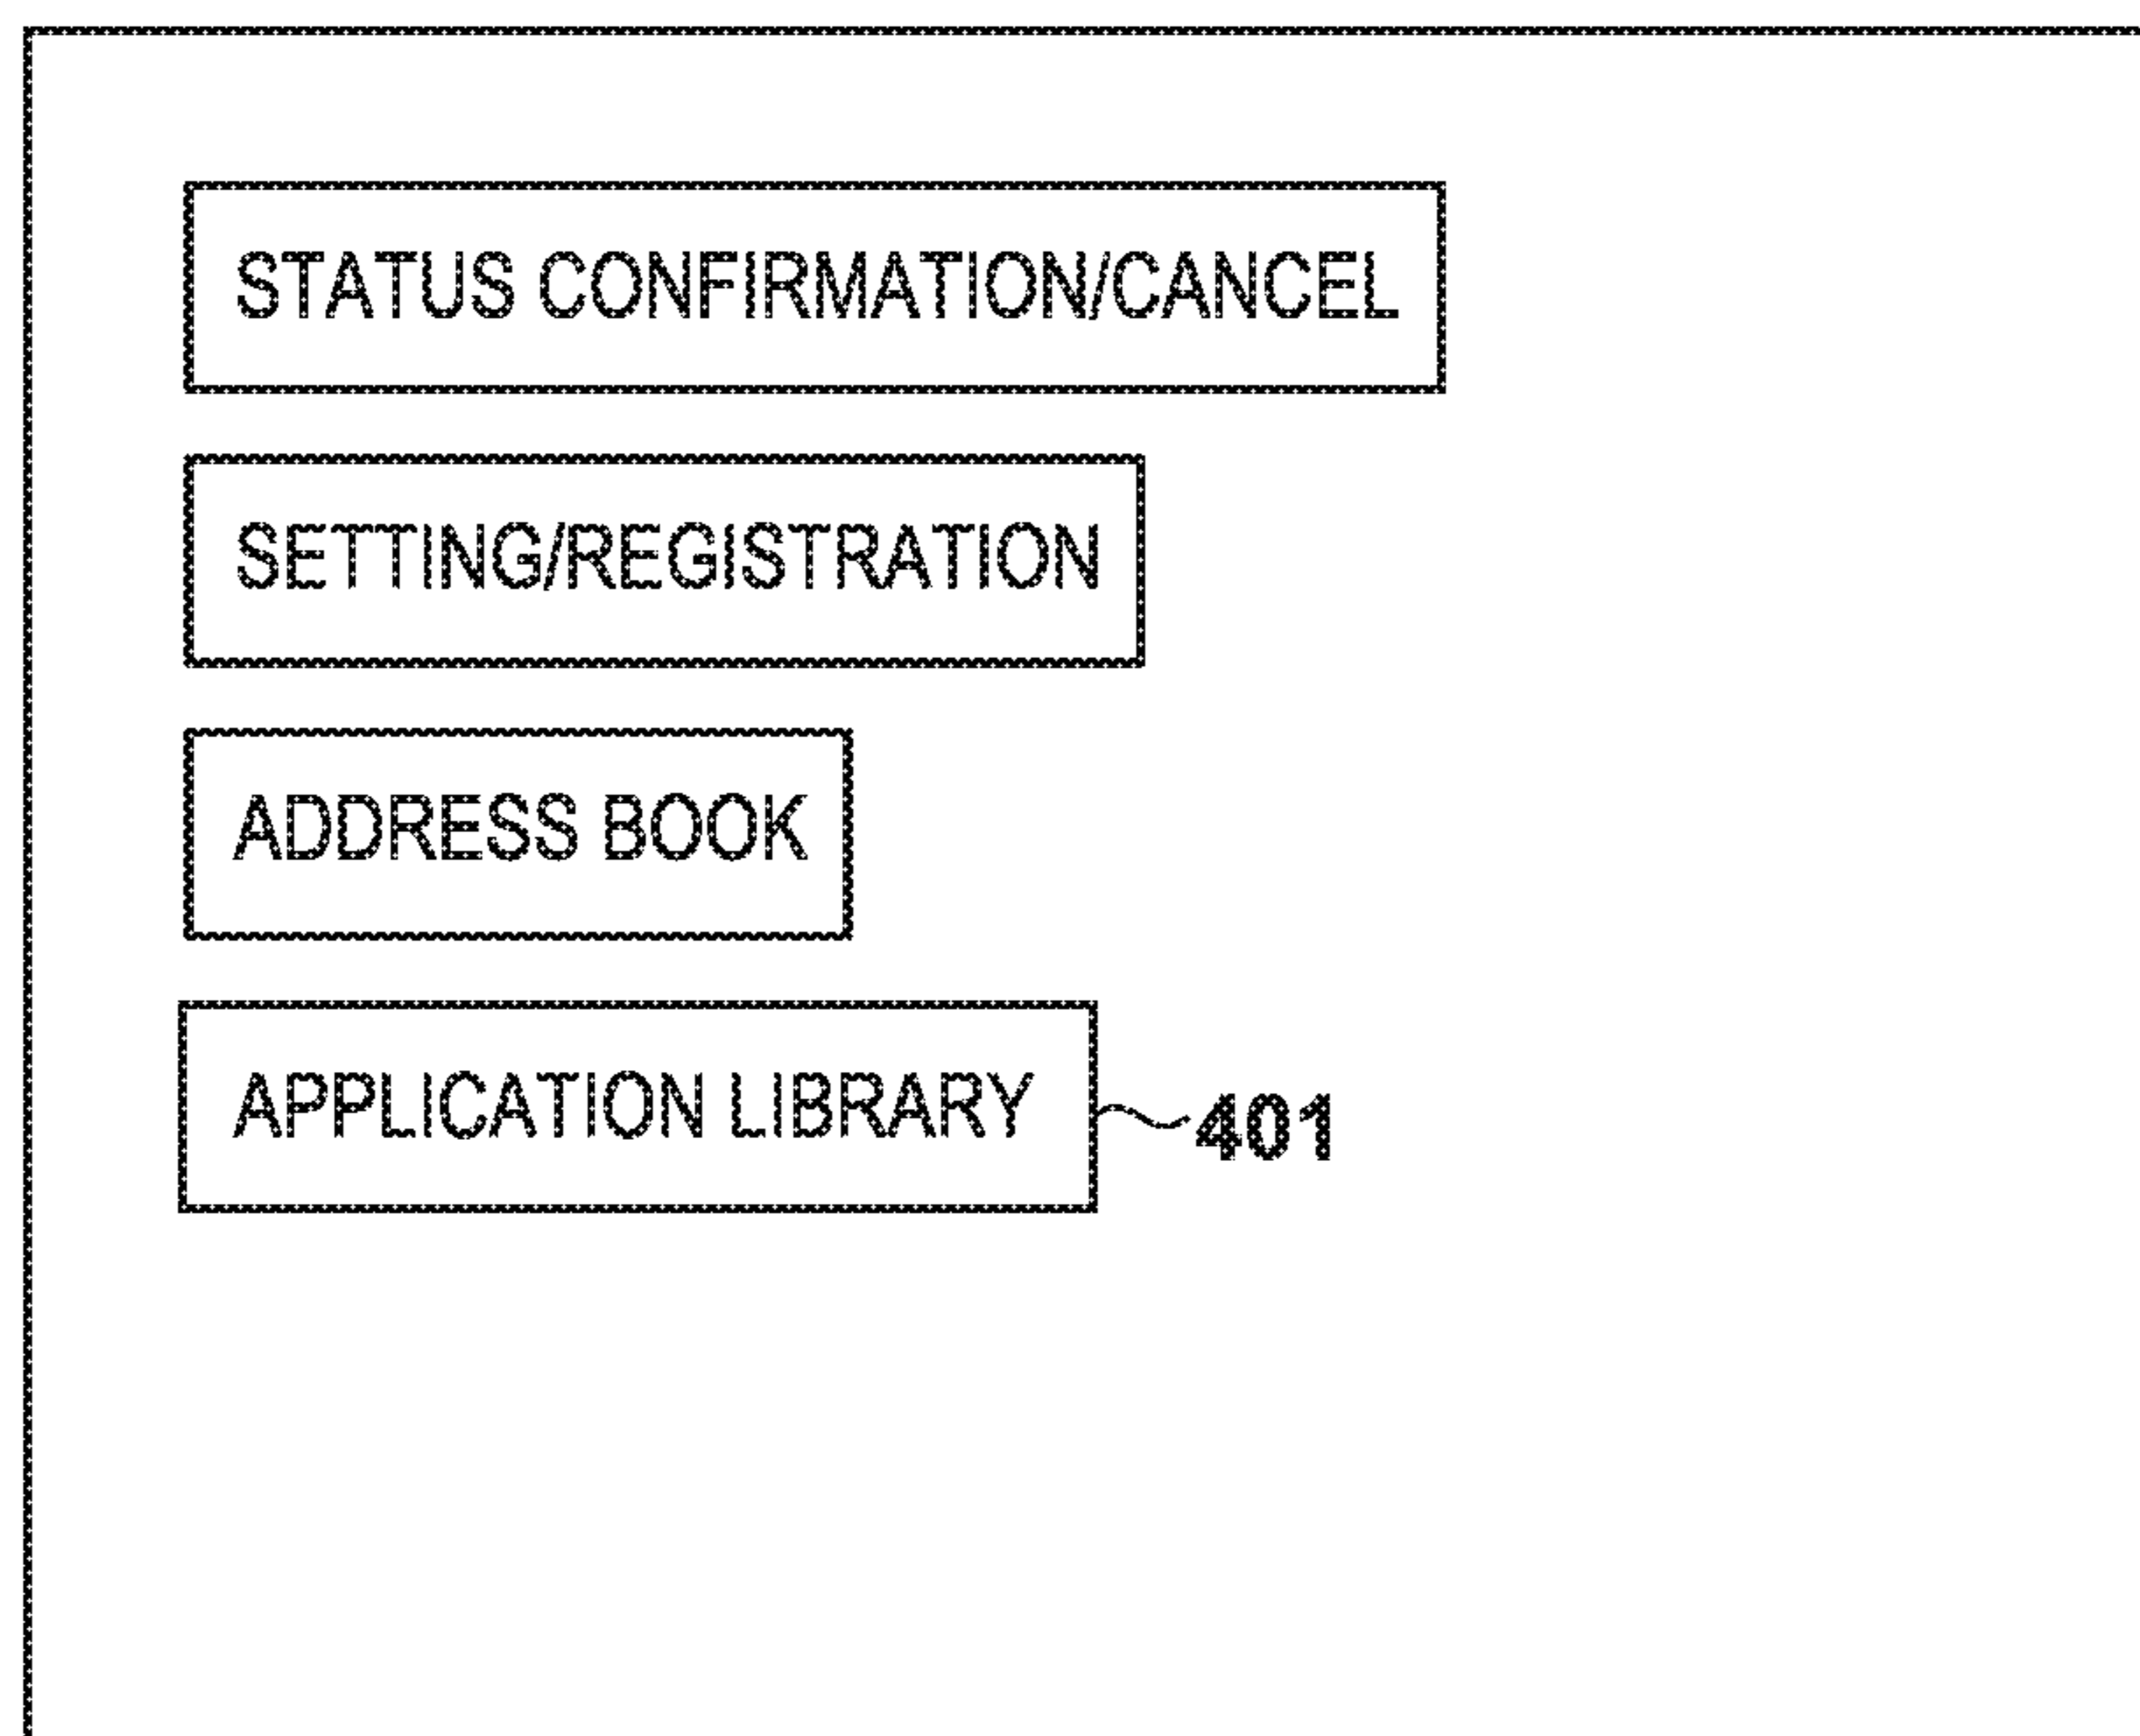 STATUS CONFIRMATION/CANCEL
SETTING/REGISTRATION
ADDRESS BOOK
APPLICATION LIBRARY
401